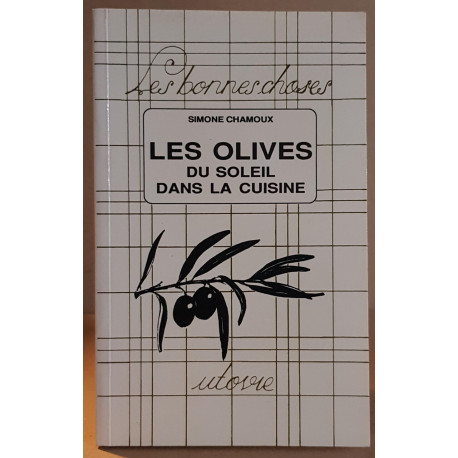 Les bonnes choses
SIMONE CHAMOUX
LES OLIVES
DU SOLEIL
DANS LA CUISINE
utovie